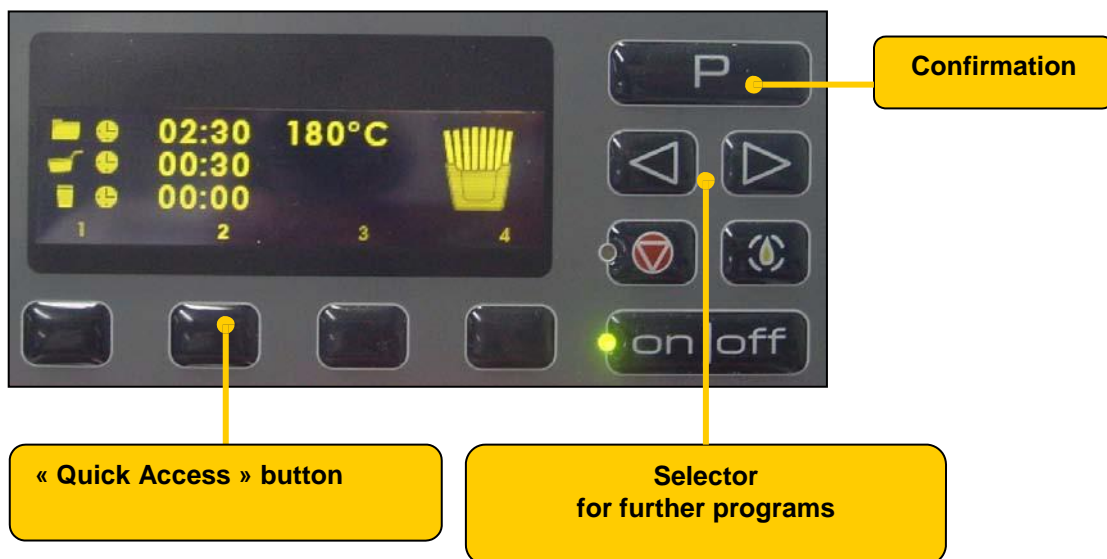 P
Confirmation
02:30 180°C
00:30
00:00
1 2 3 4
on off
« Quick Access » button
Selector
for further programs